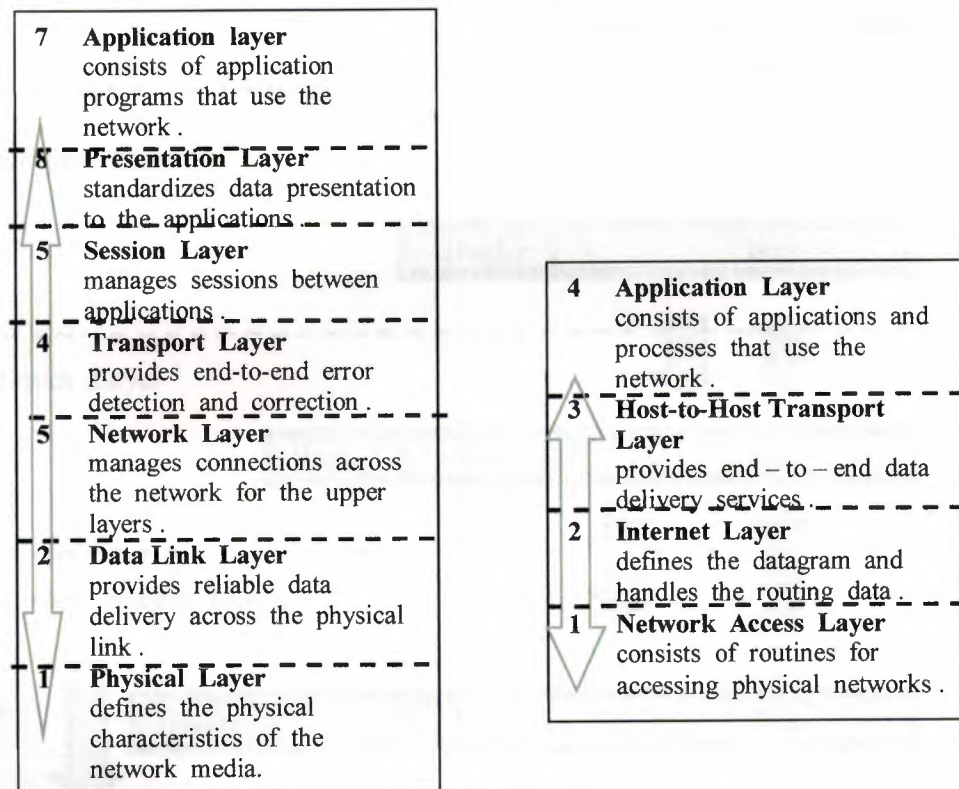 7 Application layer
consists of application
programs that use the
network .
8 Presentation Layer
standardizes data presentation
to the applications .
5 Session Layer
manages sessions between
applications .
4 Transport Layer
provides end-to-end error
detection and correction .
5 Network Layer
manages connections across
the network for the upper
layers .
2 Data Link Layer
provides reliable data
delivery across the physical
link .
1 Physical Layer
defines the physical
characteristics of the
network media.
4 Application Layer
consists of applications and
processes that use the
network .
3 Host-to-Host Transport
Layer
provides end – to – end data
delivery services .
2 Internet Layer
defines the datagram and
handles the routing data .
1 Network Access Layer
consists of routines for
accessing physical networks .